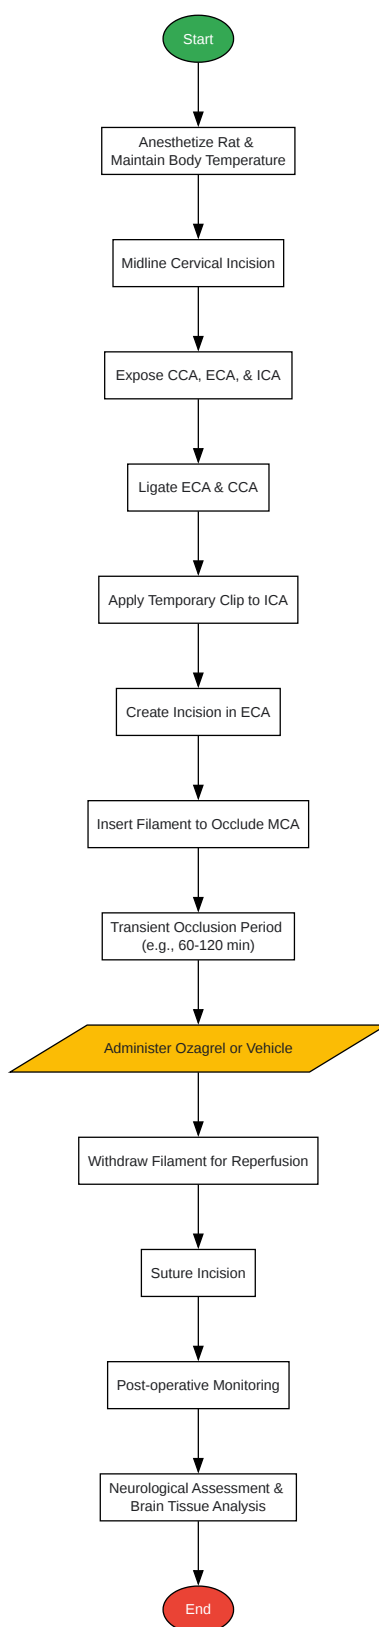 Start
Anesthetize Rat &
Maintain Body Temperature
Midline Cervical Incision
Expose CCA, ECA, & ICA
Ligate ECA & CCA
Apply Temporary Clip to ICA
Create Incision in ECA
Insert Filament to Occlude MCA
Transient Occlusion Period
(e.g., 60-120 min)
Administer Ozagrel or Vehicle
Withdraw Filament for Reperfusion
Suture Incision
Post-operative Monitoring
Neurological Assessment &
Brain Tissue Analysis
End